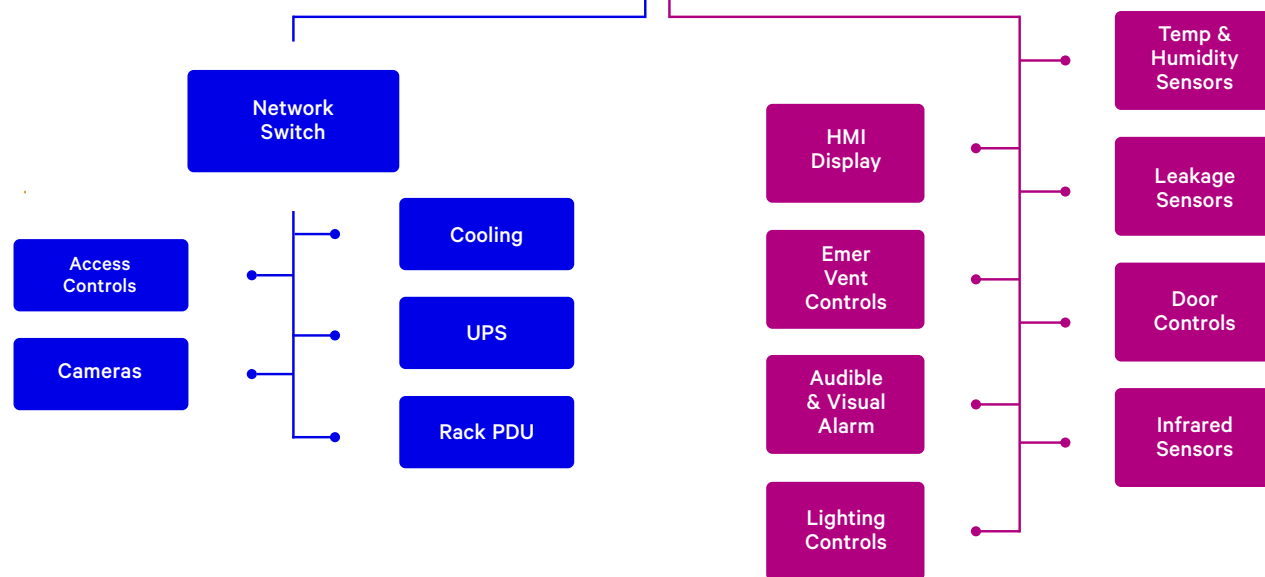 Network
Switch
Access
Controls
Cameras
Cooling
UPS
Rack PDU
HMI
Display
Emer
Vent
Controls
Audible
& Visual
Alarm
Lighting
Controls
Temp &
Humidity
Sensors
Leakage
Sensors
Door
Controls
Infrared
Sensors